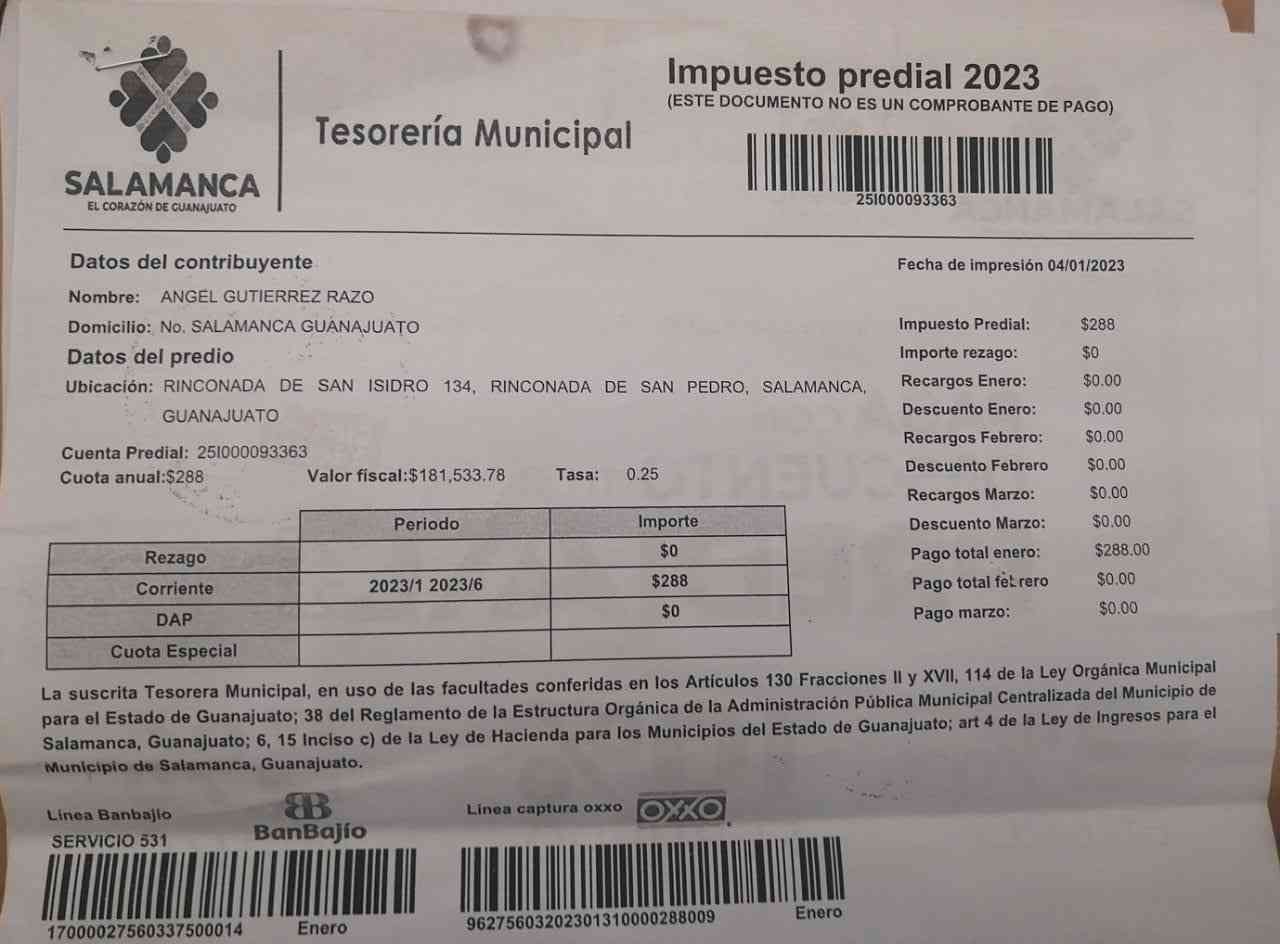 Impuesto predial 2023
(ESTE DOCUMENTO NO ES UN COMPROBANTE DE PAGO)
Tesorería Municipal
SALAMANCA
EL CORAZÓN DE GUANAJUATO
25I000093363
Datos del contribuyente
Fecha de impresión 04/01/2023
Nombre: ANGEL GUTIERREZ RAZO
Domicilio: No. SALAMANCA GUANAJUATO
Datos del predio
Ubicación: RINCONADA DE SAN ISIDRO 134, RINCONADA DE SAN PEDRO, SALAMANCA,
GUANAJUATO
Cuenta Predial: 25I000093363
Cuota anual:$288 Valor fiscal:$181,533.78 Tasa: 0.25
Impuesto Predial: $288
Importe rezago: $0
Recargos Enero: $0.00
Descuento Enero: $0.00
Recargos Febrero: $0.00
Descuento Febrero $0.00
Recargos Marzo: $0.00
Descuento Marzo: $0.00
Pago total enero: $288.00
Pago total febrero $0.00
Pago marzo: $0.00
Periodo Importe
Rezago $0
Corriente 2023/1 2023/6 $288
DAP $0
Cuota Especial
La suscrita Tesorera Municipal, en uso de las facultades conferidas en los Artículos 130 Fracciones II y XVII, 114 de la Ley Orgánica Municipal
para el Estado de Guanajuato; 38 del Reglamento de la Estructura Orgánica de la Administración Pública Municipal Centralizada del Municipio de
Salamanca, Guanajuato; 6, 15 Inciso c) de la Ley de Hacienda para los Municipios del Estado de Guanajuato; art 4 de la Ley de Ingresos para el
Municipio de Salamanca, Guanajuato.
Línea Banbajío
SERVICIO 531
BanBajío
Linea captura oxxo OXXO
17000027560337500014 Enero
96275603202301310000288009 Enero